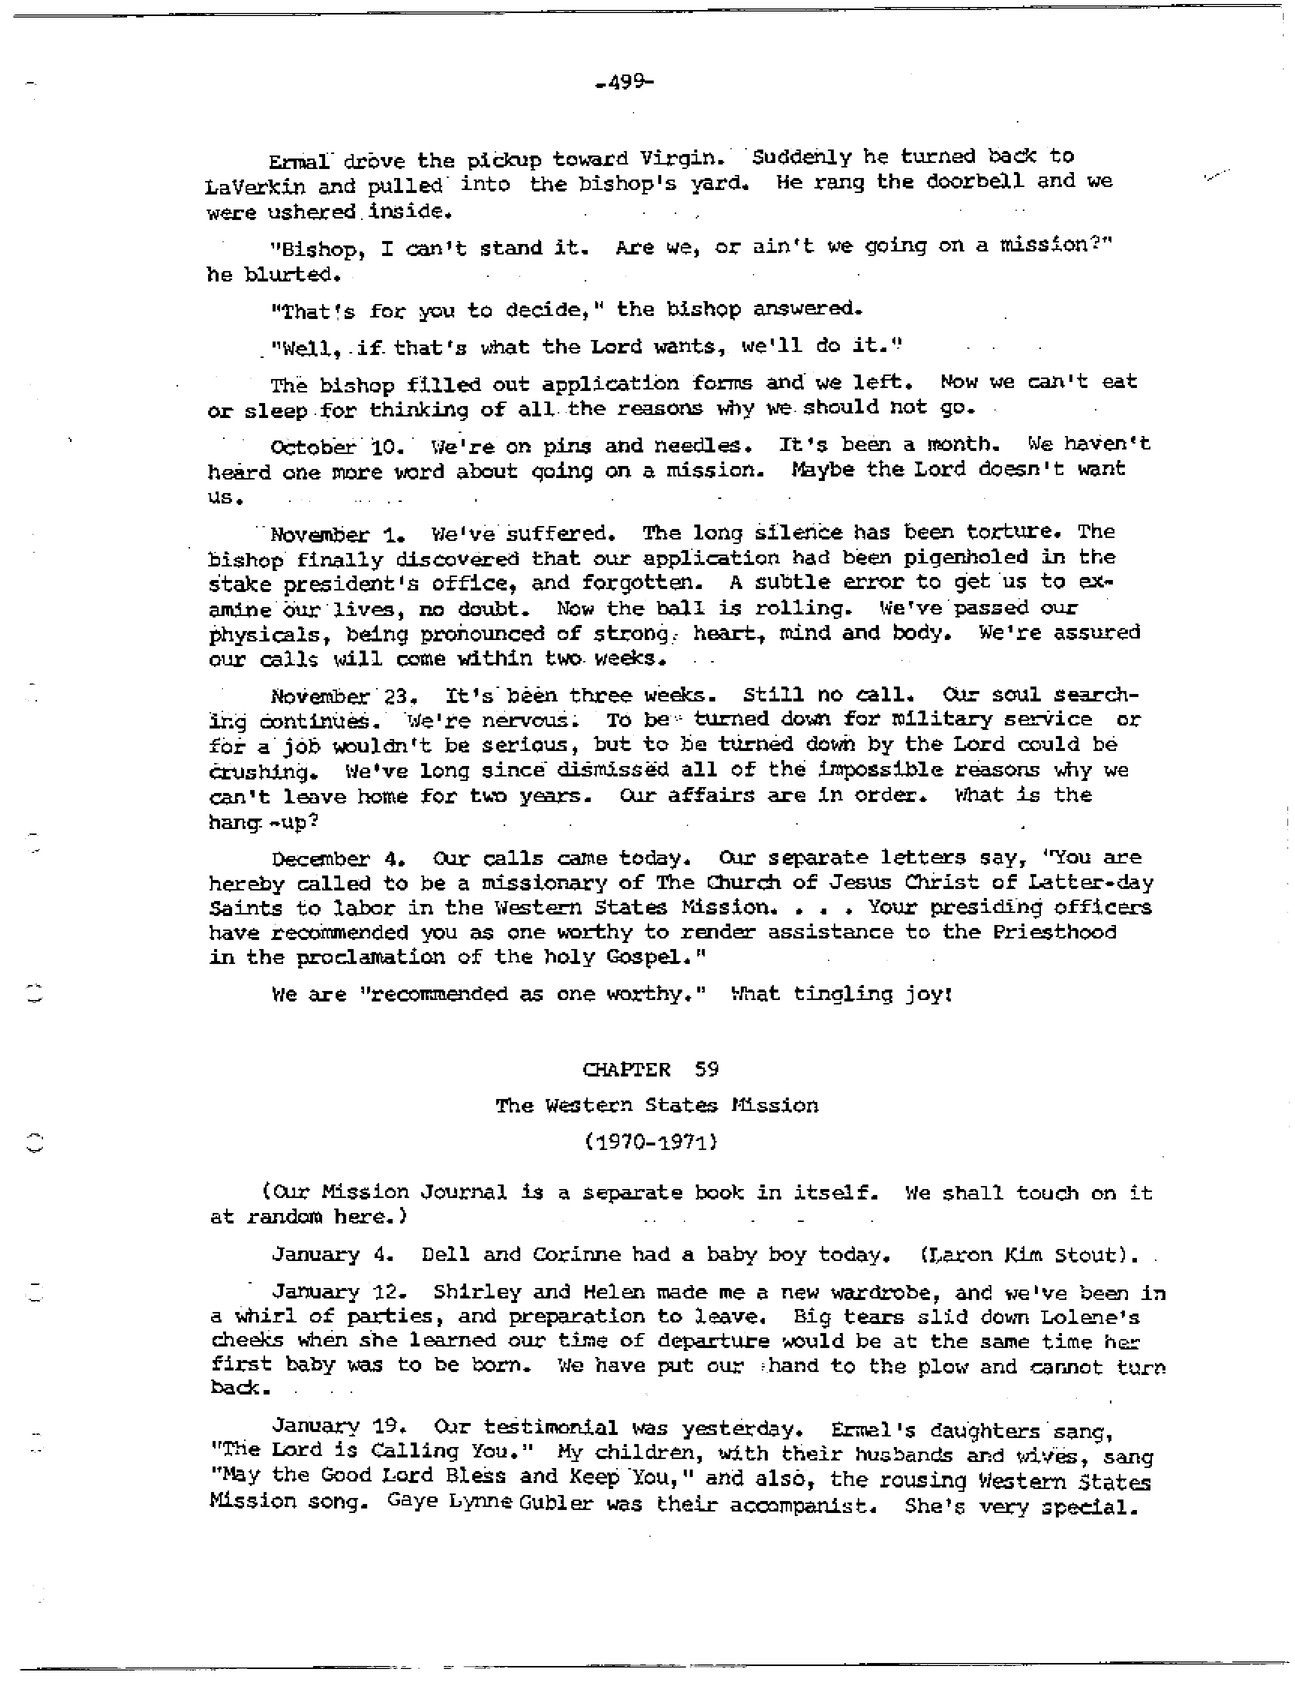 -499-
Ermal drove the pickup toward Virgin. Suddenly he turned back to
LaVerkin and pulled into the bishop's yard. He rang the doorbell and we
were ushered inside.
"Bishop, I can't stand it. Are we, or ain't we going on a mission?"
he blurted.
"That's for you to decide," the bishop answered.
"Well, if that's what the Lord wants, we'll do it."
The bishop filled out application forms and we left. Now we can't eat
or sleep for thinking of all the reasons why we should not go.
October 10. We're on pins and needles. It's been a month. We haven't
heard one more word about going on a mission. Maybe the Lord doesn't want
us.
November 1. We've suffered. The long silence has been torture. The
bishop finally discovered that our application had been pigenholed in the
stake president's office, and forgotten. A subtle error to get us to ex-
amine our lives, no doubt. Now the ball is rolling. We've passed our
physicals, being pronounced of strong heart, mind and body. We're assured
our calls will come within two weeks.
November 23. It's been three weeks. Still no call. Our soul search-
ing continues. We're nervous. To be turned down for military service or
for a job wouldn't be serious, but to be turned down by the Lord could be
crushing. We've long since dismissed all of the impossible reasons why we
can't leave home for two years. Our affairs are in order. What is the
hang-up?
December 4. Our calls came today. Our separate letters say, "You are
hereby called to be a missionary of The Church of Jesus Christ of Latter-day
Saints to labor in the Western States Mission. . . . Your presiding officers
have recommended you as one worthy to render assistance to the Priesthood
in the proclamation of the holy Gospel."
We are "recommended as one worthy." What tingling joy!
CHAPTER 59
The Western States Mission
(1970-1971)
(Our Mission Journal is a separate book in itself. We shall touch on it
at random here.)
January 4. Dell and Corinne had a baby boy today. (Laron Kim Stout).
January 12. Shirley and Helen made me a new wardrobe, and we've been in
a whirl of parties, and preparation to leave. Big tears slid down Lolene's
cheeks when she learned our time of departure would be at the same time her
first baby was to be born. We have put our hand to the plow and cannot turn
back.
January 19. Our testimonial was yesterday. Ermal's daughters sang,
"The Lord is Calling You." My children, with their husbands and wives, sang
"May the Good Lord Bless and Keep You," and also, the rousing Western States
Mission song. Gaye Lynne Gubler was their accompanist. She's very special.